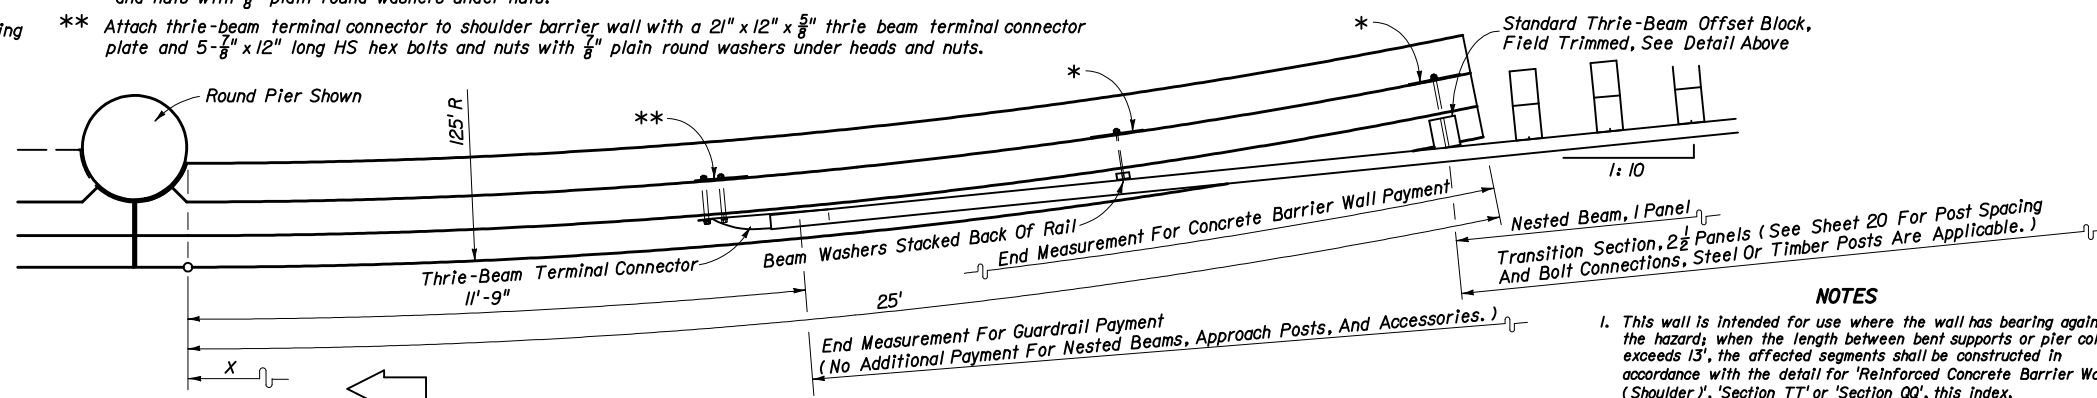 and nuts with 7/8" plain round washers under nuts.
ing
** Attach thrie-beam terminal connector to shoulder barrier wall with a 21" x 12" x 5/8" thrie beam terminal connector
plate and 5-7/8" x 12" long HS hex bolts and nuts with 7/8" plain round washers under heads and nuts.
*
Standard Thrie-Beam Offset Block,
Field Trimmed, See Detail Above
*
Round Pier Shown
125' R
**
1: 10
Beam Washers Stacked Back Of Rail
End Measurement For Concrete Barrier Wall Payment
Nested Beam, 1 Panel
Transition Section, 2 1/2 Panels (See Sheet 20 For Post Spacing
And Bolt Connections, Steel Or Timber Posts Are Applicable.)
Thrie-Beam Terminal Connector
11'-9"
25'
End Measurement For Guardrail Payment
(No Additional Payment For Nested Beams, Approach Posts, And Accessories.)
X
NOTES
1. This wall is intended for use where the wall has bearing again
the hazard; when the length between bent supports or pier col
exceeds 13', the affected segments shall be constructed in
accordance with the detail for 'Reinforced Concrete Barrier Wa
(Shoulder)', 'Section TT' or 'Section QQ', this index.